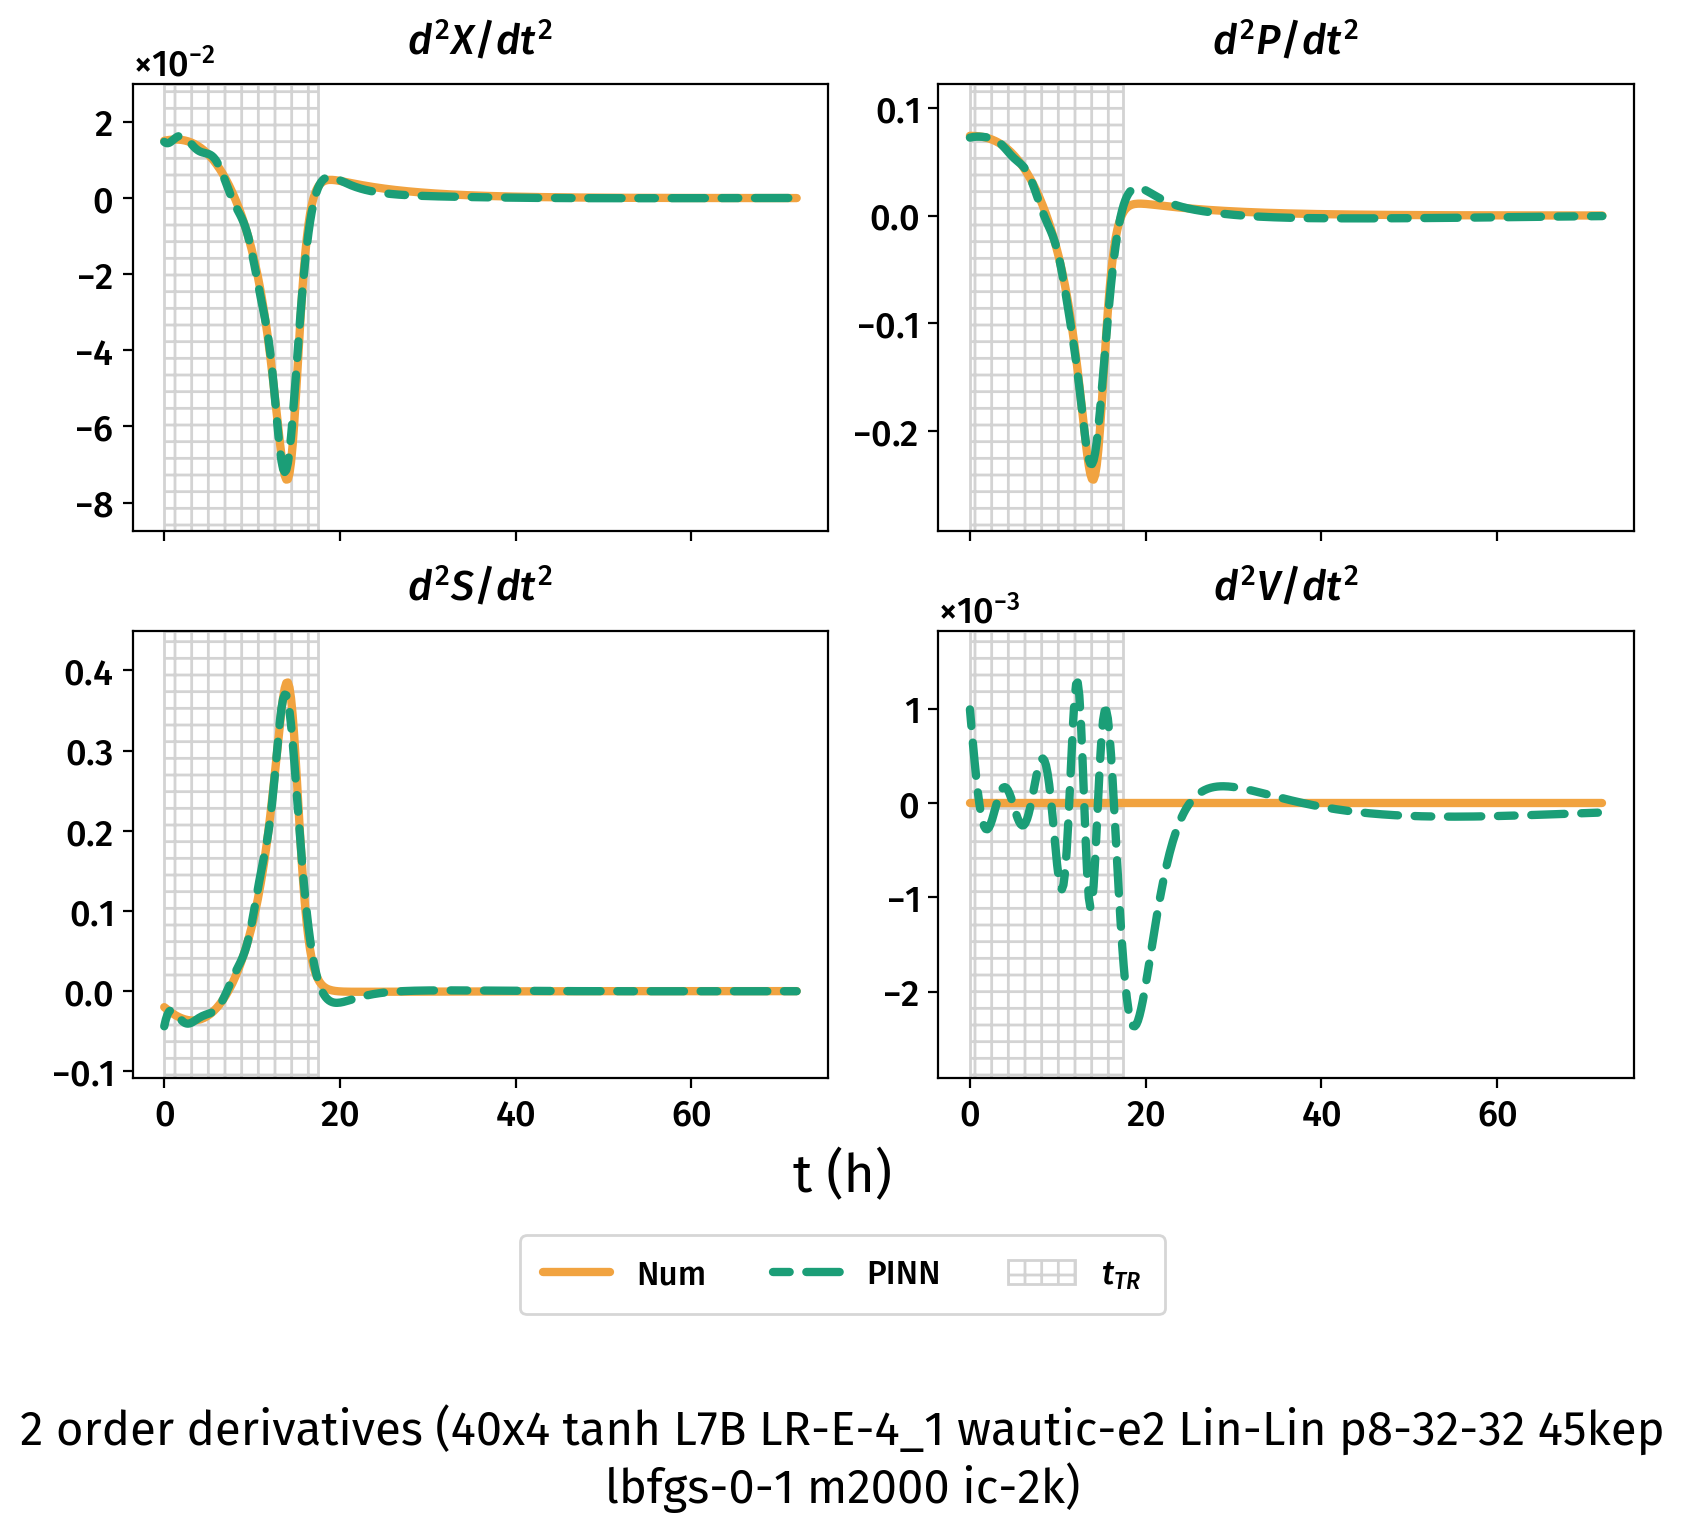 d²X/dt²
×10⁻²
2
0
−2
−4
−6
−8
d²P/dt²
0.1
0.0
−0.1
−0.2
d²S/dt²
0.4
0.3
0.2
0.1
0.0
−0.1
0 20 40 60
d²V/dt²
×10⁻³
1
0
−1
−2
0 20 40 60
t (h)
Num PINN t_TR
2 order derivatives (40x4 tanh L7B LR-E-4_1 wautic-e2 Lin-Lin p8-32-32 45kep
lbfgs-0-1 m2000 ic-2k)